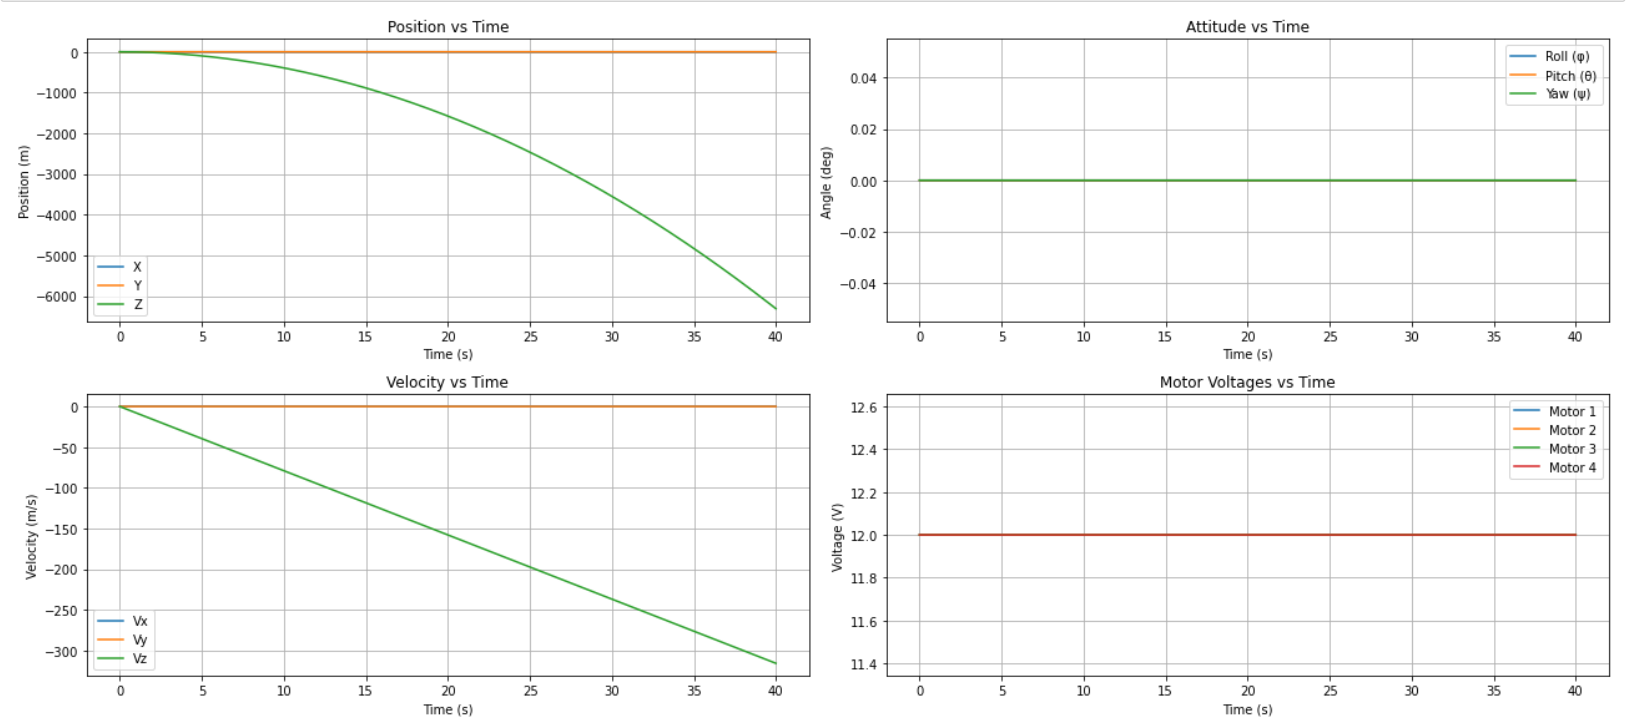 Position vs Time
0
−1000
−2000
−3000
−4000
−5000
−6000
Position (m)
X
Y
Z
0 5 10 15 20 25 30 35 40
Time (s)
Attitude vs Time
0.04
0.02
0.00
−0.02
−0.04
Angle (deg)
Roll (φ)
Pitch (θ)
Yaw (ψ)
0 5 10 15 20 25 30 35 40
Time (s)
Velocity vs Time
0
−50
−100
−150
−200
−250
−300
Velocity (m/s)
Vx
Vy
Vz
0 5 10 15 20 25 30 35 40
Time (s)
Motor Voltages vs Time
12.6
12.4
12.2
12.0
11.8
11.6
11.4
Voltage (V)
Motor 1
Motor 2
Motor 3
Motor 4
0 5 10 15 20 25 30 35 40
Time (s)